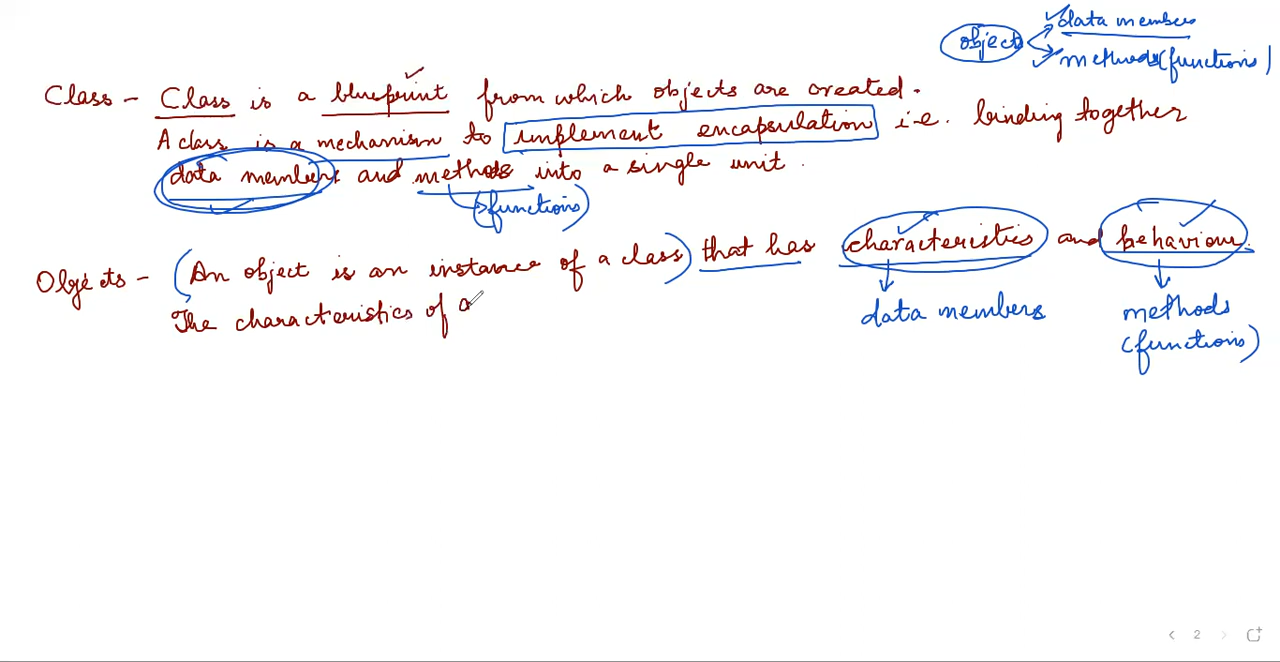 object data members
methods (functions)
Class - Class is a blueprint from which objects are created.
A class is a mechanism to implement encapsulation i.e. binding together
data members and methods into a single unit.
(functions)
Objects - (An object is an instance of a class) that has characteristics and behaviour.
The characteristics of a
data members
methods
(functions)
2